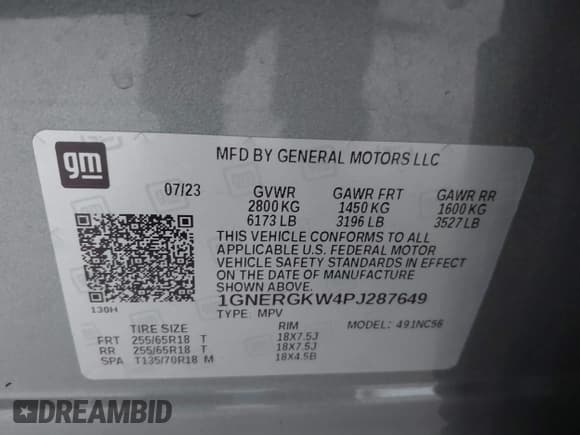 gm
MFD BY GENERAL MOTORS LLC
07/23 GVWR GAWR FRT GAWR RR
2800 KG 1450 KG 1600 KG
6173 LB 3196 LB 3527 LB
THIS VEHICLE CONFORMS TO ALL
APPLICABLE U.S. FEDERAL MOTOR
VEHICLE SAFETY STANDARDS IN EFFECT
ON THE DATE OF MANUFACTURE
SHOWN ABOVE.
130H
1GNERGKW4PJ287649
TYPE: MPV MODEL: 491NC56
TIRE SIZE RIM
FRT 255/65R18 T 18X7.5J
RR 255/65R18 T 18X7.5J
SPA T135/70R18 M 18X4.5B
DREAMBID